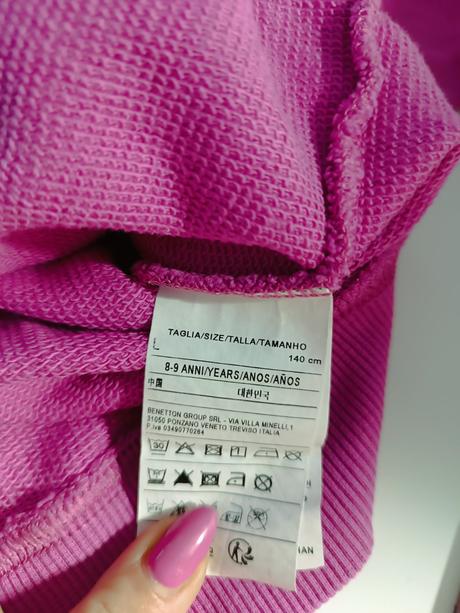 TAGLIA/SIZE/TALLA/TAMANHO
L
140 cm
8-9 ANNI/YEARS/ANOS/AÑOS
中国 대한민국
BENETTON GROUP SRL - VIA VILLA MINELLI,1
31050 PONZANO VENETO TREVISO ITALIA
P.iva 03490770264
30